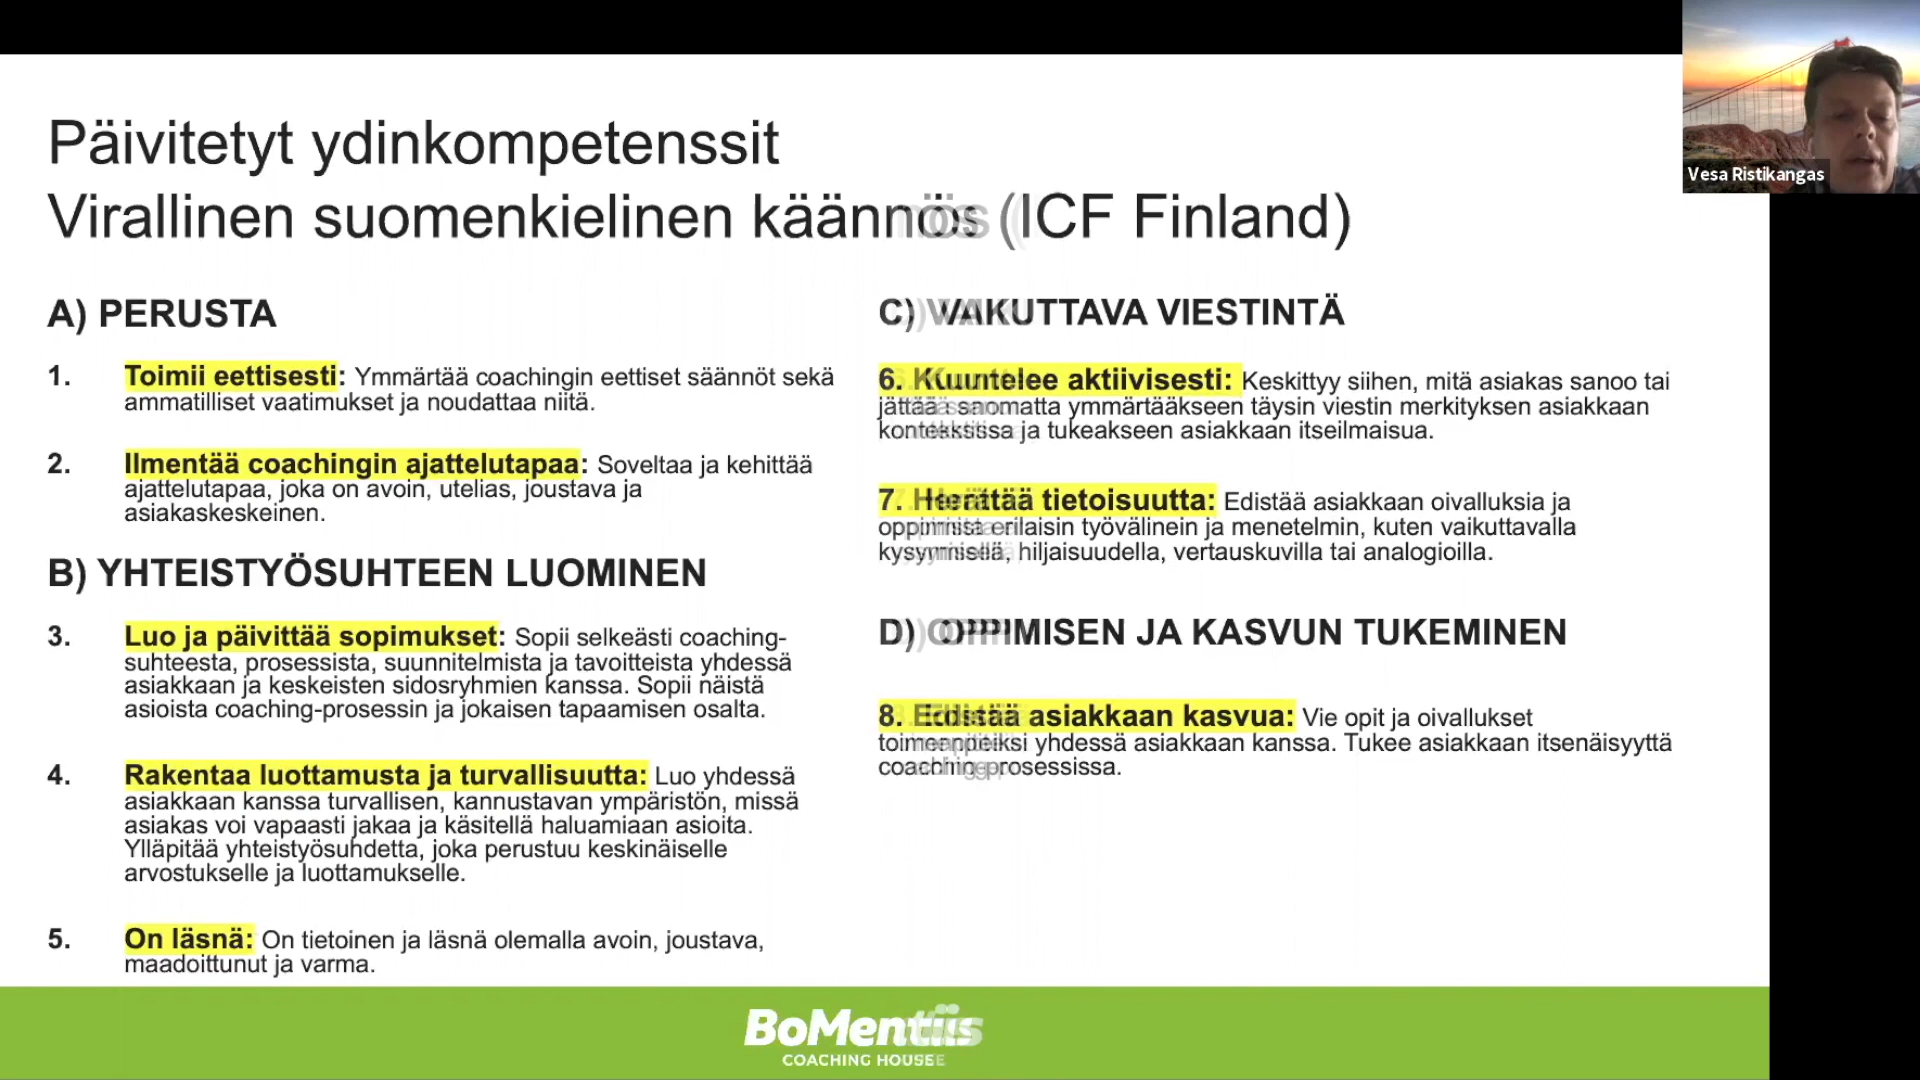 Päivitetyt ydinkompetenssit
Virallinen suomenkielinen käännös (ICF Finland)
A) PERUSTA
1. Toimii eettisesti: Ymmärtää coachingin eettiset säännöt sekä
ammatilliset vaatimukset ja noudattaa niitä.
2. Ilmentää coachingin ajattelutapaa: Soveltaa ja kehittää
ajattelutapaa, joka on avoin, utelias, joustava ja
asiakaskeskeinen.
B) YHTEISTYÖSUHTEEN LUOMINEN
3. Luo ja päivittää sopimukset: Sopii selkeästi coaching-
suhteesta, prosessista, suunnitelmista ja tavoitteista yhdessä
asiakkaan ja keskeisten sidosryhmien kanssa. Sopii näistä
asioista coaching-prosessin ja jokaisen tapaamisen osalta.
4. Rakentaa luottamusta ja turvallisuutta: Luo yhdessä
asiakkaan kanssa turvallisen, kannustavan ympäristön, missä
asiakas voi vapaasti jakaa ja käsitellä haluamiaan asioita.
Ylläpitää yhteistyösuhdetta, joka perustuu keskinäiselle
arvostukselle ja luottamukselle.
5. On läsnä: On tietoinen ja läsnä olemalla avoin, joustava,
maadoittunut ja varma.
C) VAKUTTAVA VIESTINTÄ
6. Kuuntelee aktiivisesti: Keskittyy siihen, mitä asiakas sanoo tai
jättää sanomatta ymmärtääkseen täysin viestin merkityksen asiakkaan
kontekstissa ja tukeakseen asiakkaan itseilmaisua.
7. Herättää tietoisuutta: Edistää asiakkaan oivalluksia ja
oppimista erilaisin työvälinein ja menetelmin, kuten vaikuttavalla
kysymisellä, hiljaisuudella, vertauskuvilla tai analogioilla.
D) OPPIMISEN JA KASVUN TUKEMINEN
8. Edistää asiakkaan kasvua: Vie opit ja oivallukset
toimenpiteiksi yhdessä asiakkaan kanssa. Tukee asiakkaan itsenäisyyttä
coaching-prosessissa.
BoMentis
COACHING HOUSE
Vesa Ristikangas